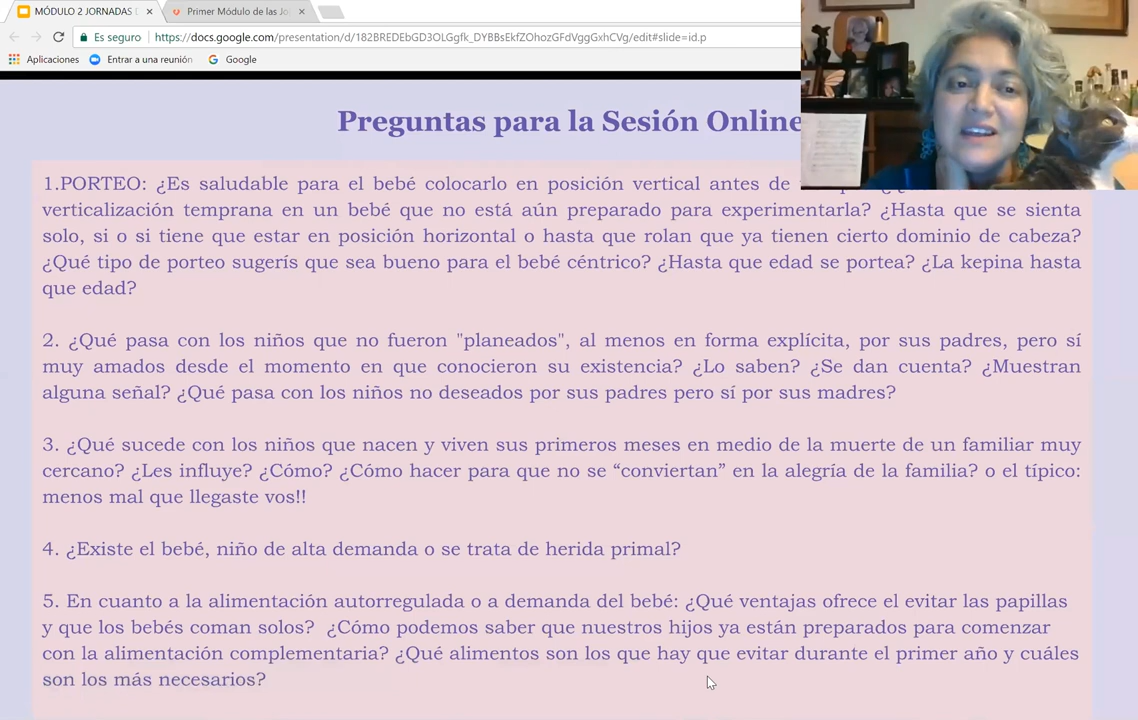 MÓDULO 2 JORNADAS
Primer Módulo de las Jo
Es seguro
https://docs.google.com/presentation/d/182BREDEbGD3OLGgfk_DYBBsEkfZOhozGFdVggGxhCVg/edit#slide=id.p
Aplicaciones
Entrar a una reunión
Google
Preguntas para la Sesión Online
1.PORTEO: ¿Es saludable para el bebé colocarlo en posición vertical antes de
verticalización temprana en un bebé que no está aún preparado para experimentarla? ¿Hasta que se sienta
solo, si o si tiene que estar en posición horizontal o hasta que rolan que ya tienen cierto dominio de cabeza?
¿Qué tipo de porteo sugerís que sea bueno para el bebé céntrico? ¿Hasta que edad se portea? ¿La kepina hasta
que edad?
2. ¿Qué pasa con los niños que no fueron "planeados", al menos en forma explícita, por sus padres, pero sí
muy amados desde el momento en que conocieron su existencia? ¿Lo saben? ¿Se dan cuenta? ¿Muestran
alguna señal? ¿Qué pasa con los niños no deseados por sus padres pero sí por sus madres?
3. ¿Qué sucede con los niños que nacen y viven sus primeros meses en medio de la muerte de un familiar muy
cercano? ¿Les influye? ¿Cómo? ¿Cómo hacer para que no se “conviertan” en la alegría de la familia? o el típico:
menos mal que llegaste vos!!
4. ¿Existe el bebé, niño de alta demanda o se trata de herida primal?
5. En cuanto a la alimentación autorregulada o a demanda del bebé: ¿Qué ventajas ofrece el evitar las papillas
y que los bebés coman solos? ¿Cómo podemos saber que nuestros hijos ya están preparados para comenzar
con la alimentación complementaria? ¿Qué alimentos son los que hay que evitar durante el primer año y cuáles
son los más necesarios?